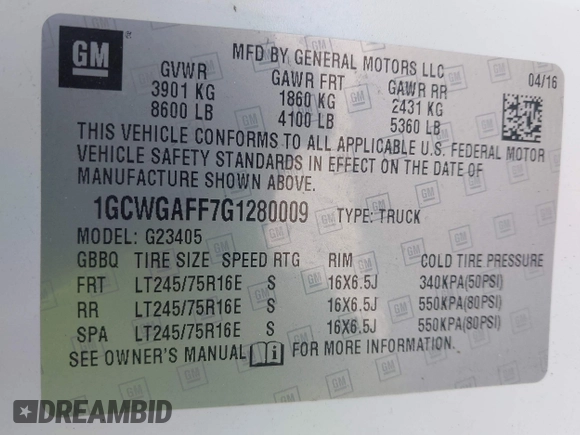 GM
MFD BY GENERAL MOTORS LLC
04/16
GVWR GAWR FRT GAWR RR
3901 KG 1860 KG 2431 KG
8600 LB 4100 LB 5360 LB
THIS VEHICLE CONFORMS TO ALL APPLICABLE U.S. FEDERAL MOTOR
VEHICLE SAFETY STANDARDS IN EFFECT ON THE DATE OF
MANUFACTURE SHOWN ABOVE.
1GCWGAFF7G1280009 TYPE: TRUCK
MODEL: G23405
GBBQ TIRE SIZE SPEED RTG RIM COLD TIRE PRESSURE
FRT LT245/75R16E S 16X6.5J 340KPA(50PSI)
RR LT245/75R16E S 16X6.5J 550KPA(80PSI)
SPA LT245/75R16E S 16X6.5J 550KPA(80PSI)
SEE OWNER'S MANUAL i FOR MORE INFORMATION.
DREAMBID